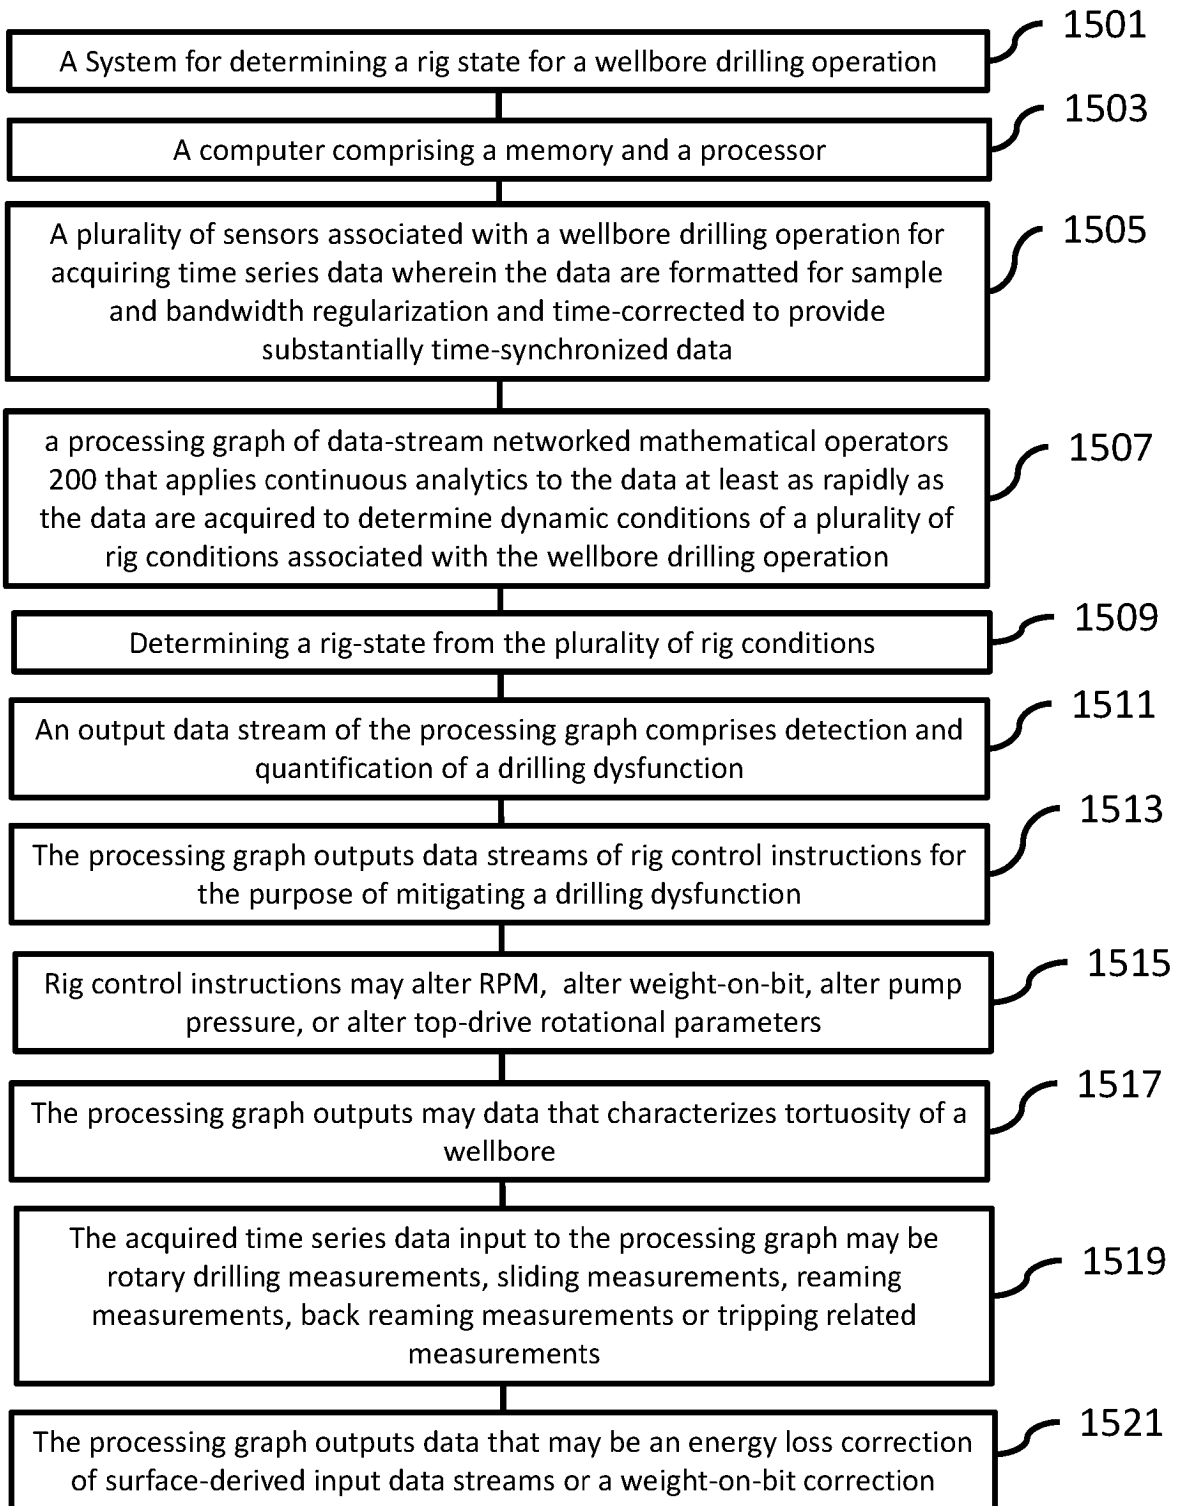 1501
A System for determining a rig state for a wellbore drilling operation
1503
A computer comprising a memory and a processor
1505
A plurality of sensors associated with a wellbore drilling operation for
acquiring time series data wherein the data are formatted for sample
and bandwidth regularization and time-corrected to provide
substantially time-synchronized data
1507
a processing graph of data-stream networked mathematical operators
200 that applies continuous analytics to the data at least as rapidly as
the data are acquired to determine dynamic conditions of a plurality of
rig conditions associated with the wellbore drilling operation
1509
Determining a rig-state from the plurality of rig conditions
1511
An output data stream of the processing graph comprises detection and
quantification of a drilling dysfunction
1513
The processing graph outputs data streams of rig control instructions for
the purpose of mitigating a drilling dysfunction
1515
Rig control instructions may alter RPM,  alter weight-on-bit, alter pump
pressure, or alter top-drive rotational parameters
1517
The processing graph outputs may data that characterizes tortuosity of a
wellbore
1519
The acquired time series data input to the processing graph may be
rotary drilling measurements, sliding measurements, reaming
measurements, back reaming measurements or tripping related
measurements
1521
The processing graph outputs data that may be an energy loss correction
of surface-derived input data streams or a weight-on-bit correction